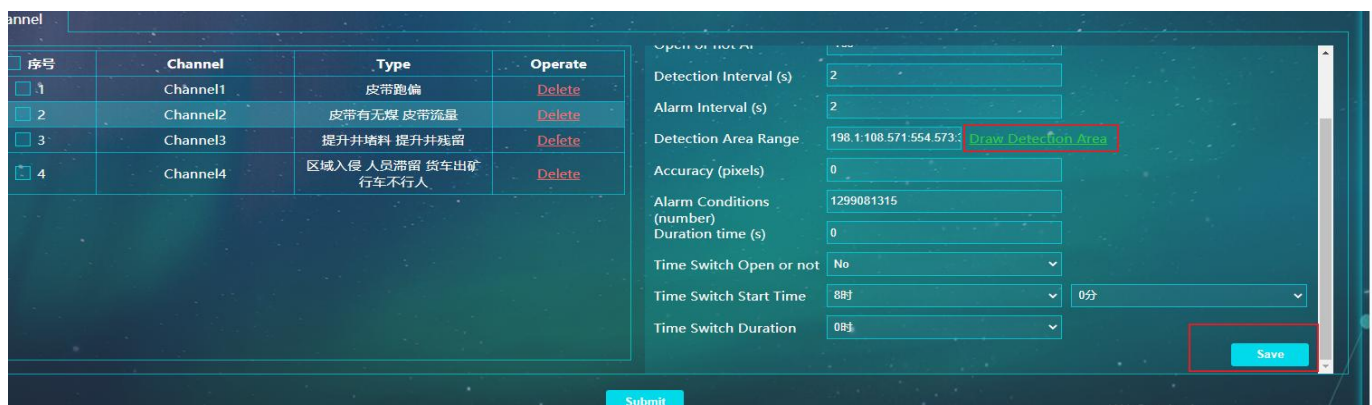 annel
序号 Channel Type Operate
1 Channel1 皮带跑偏 Delete
2 Channel2 皮带有无煤 皮带流量 Delete
3 Channel3 提升井堵料 提升井残留 Delete
4 Channel4 区域入侵 人员滞留 货车出矿 Delete
行车不行人
Open or not AI
Detection Interval (s) 2
Alarm Interval (s) 2
Detection Area Range 198.1:108.571:554.573:3 Draw Detection Area
Accuracy (pixels) 0
Alarm Conditions 1299081315
(number)
Duration time (s) 0
Time Switch Open or not No
Time Switch Start Time 8时 0分
Time Switch Duration 0时
Save
Submit